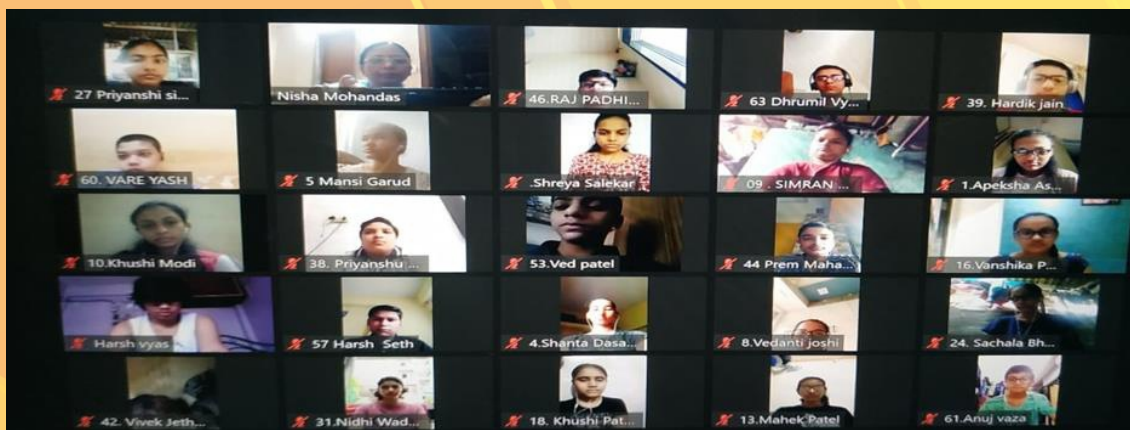 27 Priyanshi si...
Nisha Mohandas
46.RAJ PADHI...
63 Dhrumil Vy...
39. Hardik jain
60. VARE YASH
5 Mansi Garud
.Shreya Salekar
09 . SIMRAN ...
1.Apeksha As...
10.Khushi Modi
38. Priyanshu ...
53.Ved patel
44 Prem Maha...
16.Vanshika P...
Harsh vyas
57 Harsh Seth
4.Shanta Dasa...
8.Vedanti joshi
24. Sachala Bh...
42. Vivek Jeth...
31.Nidhi Wad...
18. Khushi Pat...
13.Mahek Patel
61.Anuj vaza